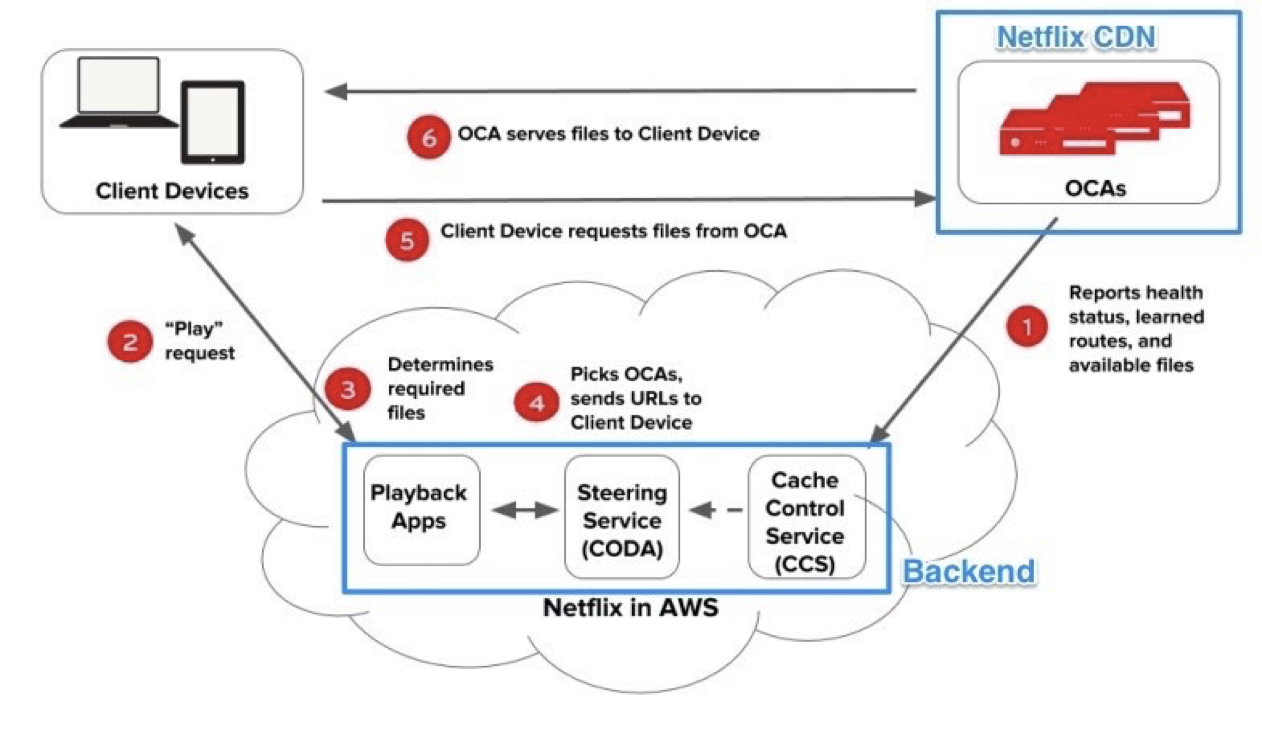 Netflix CDN
Client Devices
OCAs
6
OCA serves files to Client Device
5
Client Device requests files from OCA
1
Reports health
status, learned
routes, and
available files
2
“Play”
request
3
Determines
required
files
4
Picks OCAs,
sends URLs to
Client Device
Playback
Apps
Steering
Service
(CODA)
Cache
Control
Service
(CCS)
Backend
Netflix in AWS